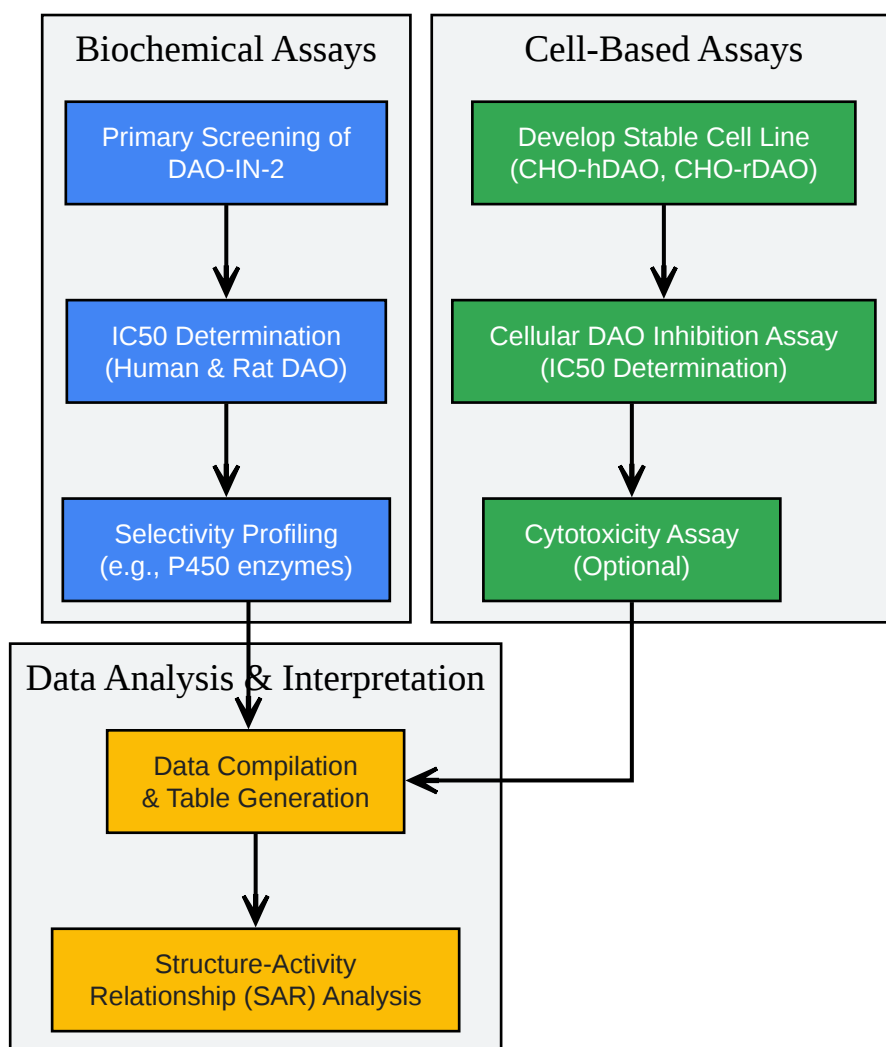 Biochemical Assays
Primary Screening of
DAO-IN-2
IC50 Determination
(Human & Rat DAO)
Selectivity Profiling
(e.g., P450 enzymes)
Cell-Based Assays
Develop Stable Cell Line
(CHO-hDAO, CHO-rDAO)
Cellular DAO Inhibition Assay
(IC50 Determination)
Cytotoxicity Assay
(Optional)
Data Analysis & Interpretation
Data Compilation
& Table Generation
Structure-Activity
Relationship (SAR) Analysis